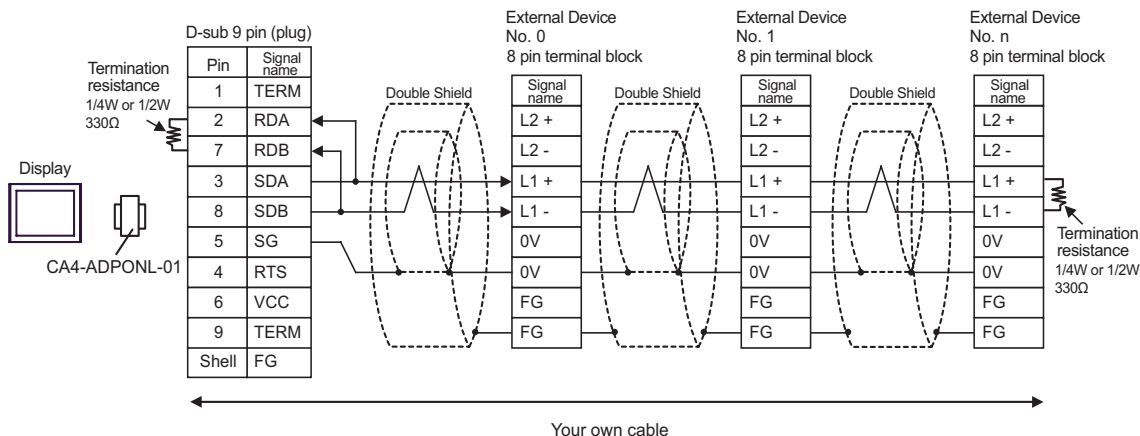 D-sub 9 pin (plug)
Pin Signal name
1 TERM
2 RDA
7 RDB
3 SDA
8 SDB
5 SG
4 RTS
6 VCC
9 TERM
Shell FG
Termination
resistance
1/4W or 1/2W
330Ω
Display
CA4-ADPONL-01
Double Shield
External Device
No. 0
8 pin terminal block
Signal
name
L2 +
L2 -
L1 +
L1 -
0V
0V
FG
FG
Double Shield
External Device
No. 1
8 pin terminal block
Signal
name
L2 +
L2 -
L1 +
L1 -
0V
0V
FG
FG
Double Shield
External Device
No. n
8 pin terminal block
Signal
name
L2 +
L2 -
L1 +
L1 -
0V
0V
FG
FG
Termination
resistance
1/4W or 1/2W
330Ω
Your own cable